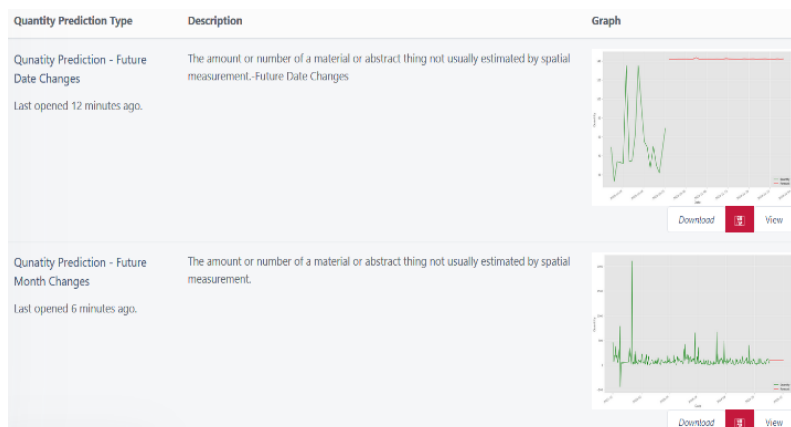 Quantity Prediction Type Description Graph
Qunatity Prediction - Future
Date Changes
Last opened 12 minutes ago.
The amount or number of a material or abstract thing not usually estimated by spatial
measurement.-Future Date Changes
Download View
Qunatity Prediction - Future
Month Changes
Last opened 6 minutes ago.
The amount or number of a material or abstract thing not usually estimated by spatial
measurement.
Download View